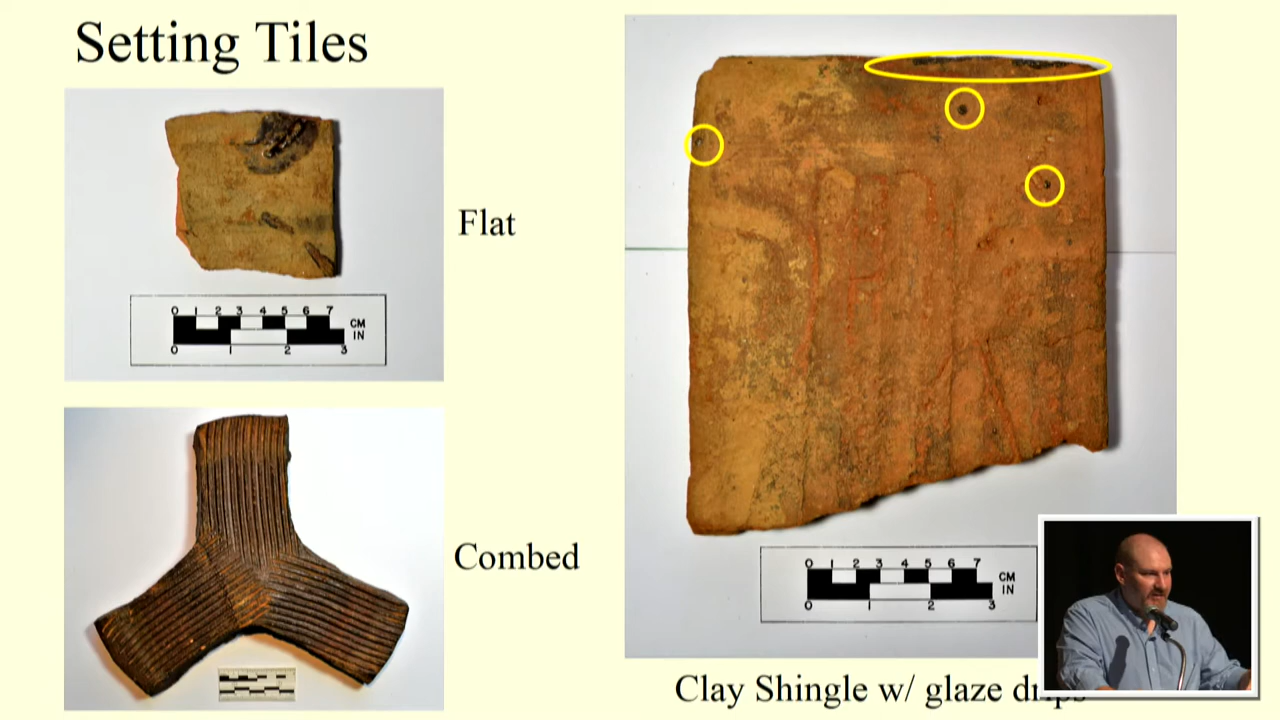 Setting Tiles
0 1 2 3 4 5 6 7
CM
IN
0 1 2 3
Flat
Combed
0 1 2 3 4 5 6 7
CM
IN
0 1 2 3
Clay Shingle w/ glaze drips